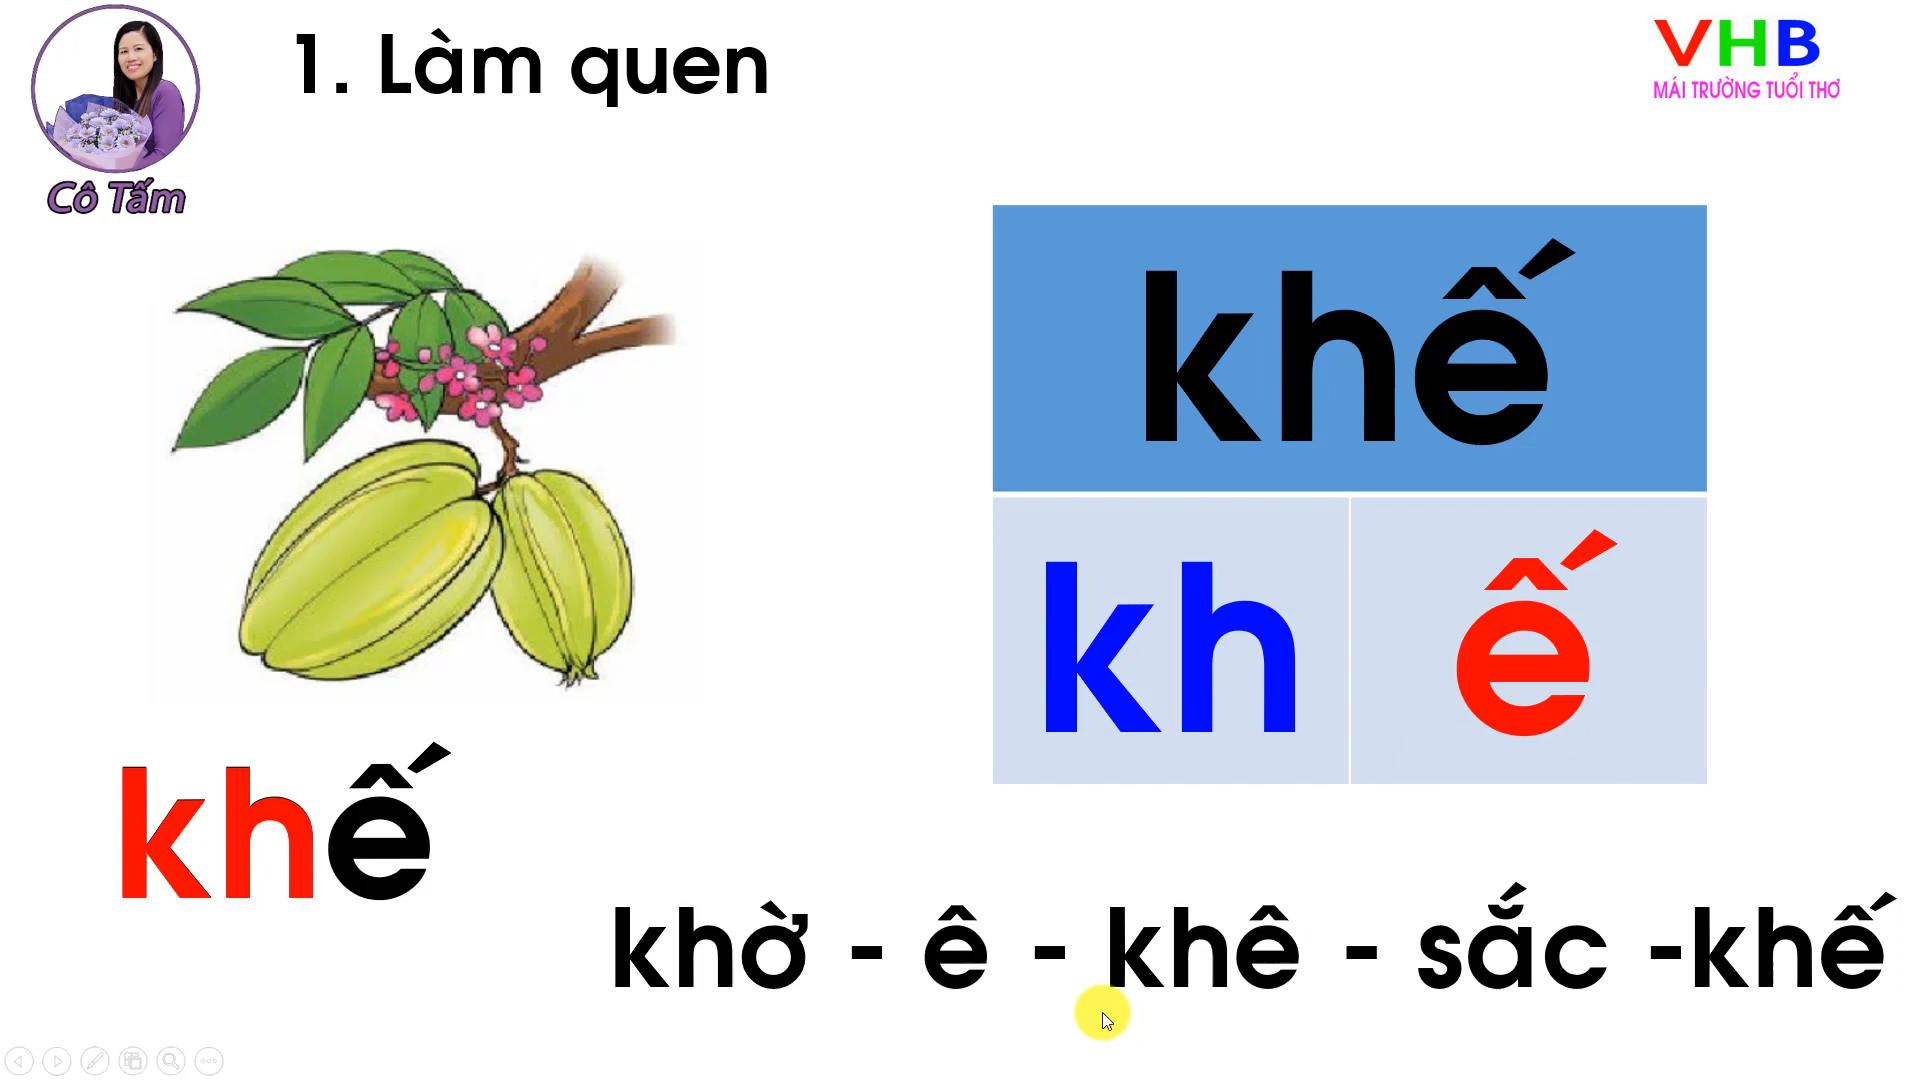 1. Làm quen
VHB
MÁI TRƯỜNG TUỔI THƠ
Cô Tấm
khế
kh ế
khế
khờ - ê - khê - sắc -khế